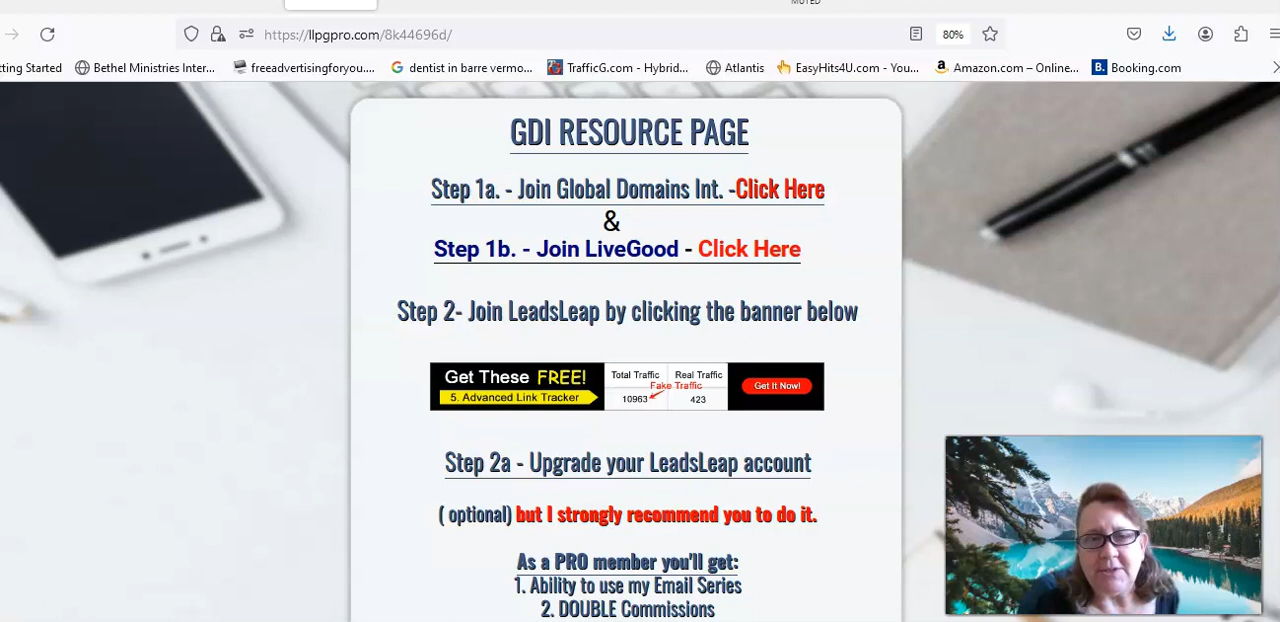 MUTED
https://llpgpro.com/8k44696d/
80%
tting Started
Bethel Ministries Inter...
freeadvertisingforyou....
dentist in barre vermo...
TrafficG.com - Hybrid...
Atlantis
EasyHits4U.com - You...
Amazon.com – Online...
B.
Booking.com
GDI RESOURCE PAGE
Step 1a. - Join Global Domains Int. -Click Here
&
Step 1b. - Join LiveGood - Click Here
Step 2- Join LeadsLeap by clicking the banner below
Get These FREE!
5. Advanced Link Tracker
Total Traffic
Real Traffic
Fake Traffic
10963
423
Get It Now!
Step 2a - Upgrade your LeadsLeap account
( optional) but I strongly recommend you to do it.
As a PRO member you'll get:
1. Ability to use my Email Series
2. DOUBLE Commissions